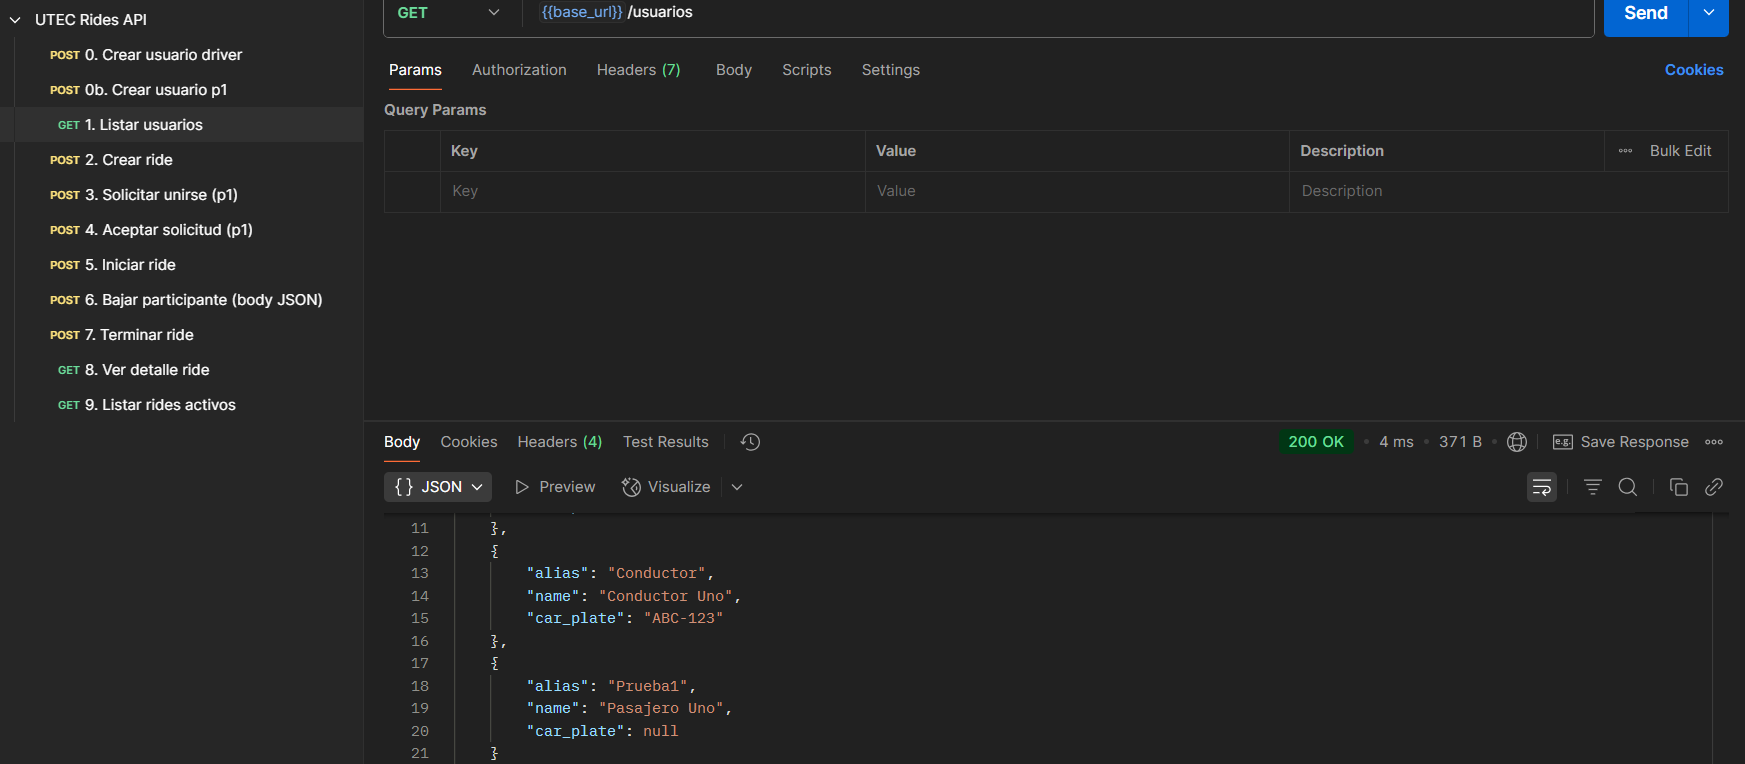 UTEC Rides API
POST 0. Crear usuario driver
POST 0b. Crear usuario p1
GET 1. Listar usuarios
POST 2. Crear ride
POST 3. Solicitar unirse (p1)
POST 4. Aceptar solicitud (p1)
POST 5. Iniciar ride
POST 6. Bajar participante (body JSON)
POST 7. Terminar ride
GET 8. Ver detalle ride
GET 9. Listar rides activos
GET {{base_url}} /usuarios Send
Params Authorization Headers (7) Body Scripts Settings Cookies
Query Params
Key Value Description Bulk Edit
Key Value Description
Body Cookies Headers (4) Test Results 200 OK • 4 ms • 371 B • e.g. Save Response
{} JSON Preview Visualize
11 },
12 {
13 "alias": "Conductor",
14 "name": "Conductor Uno",
15 "car_plate": "ABC-123"
16 },
17 {
18 "alias": "Prueba1",
19 "name": "Pasajero Uno",
20 "car_plate": null
21 }